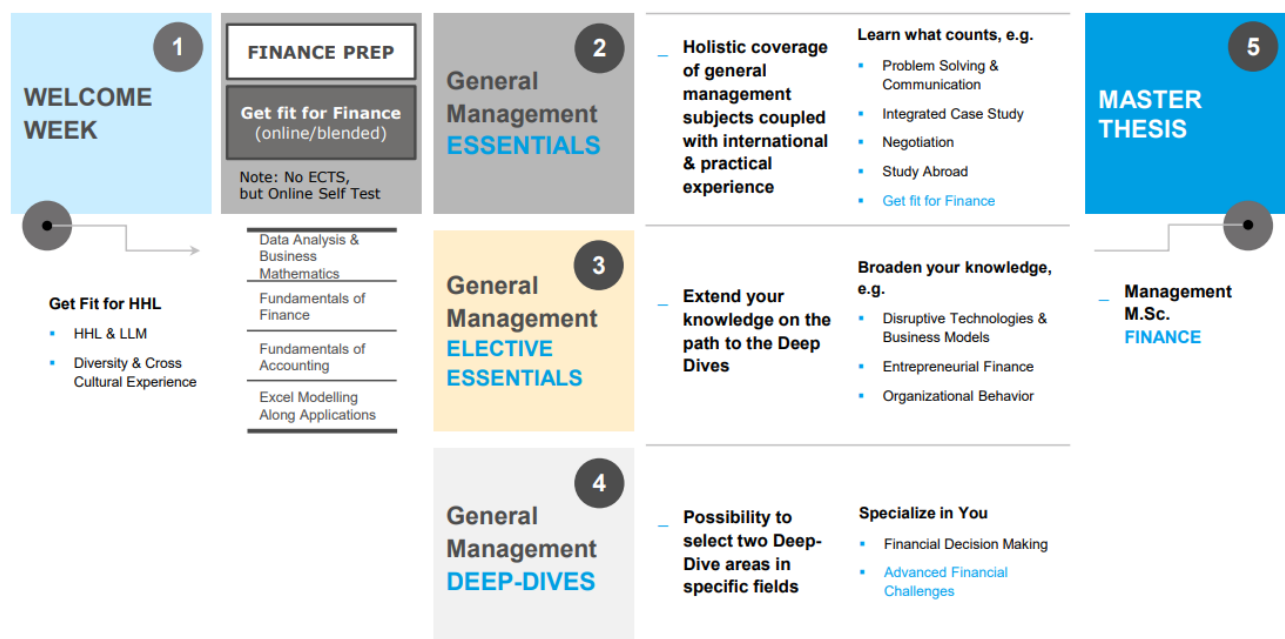 1
WELCOME
WEEK
Get Fit for HHL
▪ HHL & LLM
▪ Diversity & Cross
Cultural Experience
FINANCE PREP
Get fit for Finance
(online/blended)
Note: No ECTS,
but Online Self Test
Data Analysis &
Business
Mathematics
Fundamentals of
Finance
Fundamentals of
Accounting
Excel Modelling
Along Applications
2
General
Management
ESSENTIALS
_ Holistic coverage
of general
management
subjects coupled
with international
& practical
experience
Learn what counts, e.g.
▪ Problem Solving &
Communication
▪ Integrated Case Study
▪ Negotiation
▪ Study Abroad
▪ Get fit for Finance
3
General
Management
ELECTIVE
ESSENTIALS
_ Extend your
knowledge on the
path to the Deep
Dives
Broaden your knowledge,
e.g.
▪ Disruptive Technologies &
Business Models
▪ Entrepreneurial Finance
▪ Organizational Behavior
4
General
Management
DEEP-DIVES
_ Possibility to
select two Deep-
Dive areas in
specific fields
Specialize in You
▪ Financial Decision Making
▪ Advanced Financial
Challenges
5
MASTER
THESIS
_ Management
M.Sc.
FINANCE